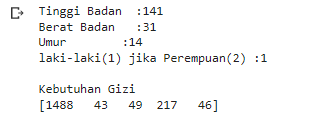 Tinggi Badan  :141
Berat Badan   :31
Umur        :14
laki-laki(1) jika Perempuan(2) :1
Kebutuhan Gizi
[1488   43   49  217   46]